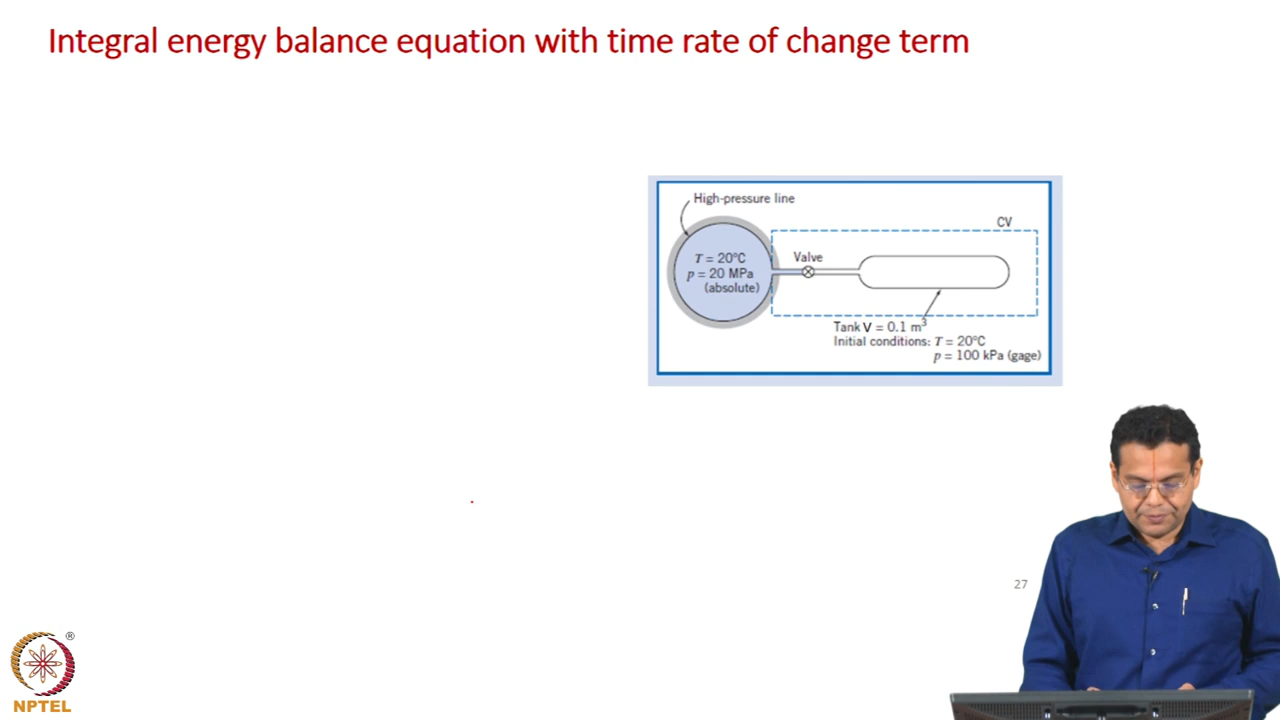 Integral energy balance equation with time rate of change term
High-pressure line
CV
T = 20°C
p = 20 MPa
(absolute)
Valve
Tank V = 0.1 m³
Initial conditions: T = 20°C
p = 100 kPa (gage)
27
®
NPTEL